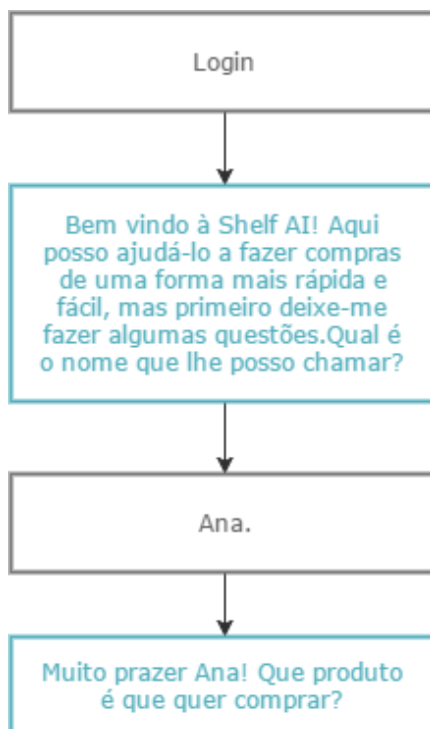 Login
Bem vindo à Shelf AI! Aqui
posso ajudá-lo a fazer compras
de uma forma mais rápida e
fácil, mas primeiro deixe-me
fazer algumas questões.Qual é
o nome que lhe posso chamar?
Ana.
Muito prazer Ana! Que produto
é que quer comprar?